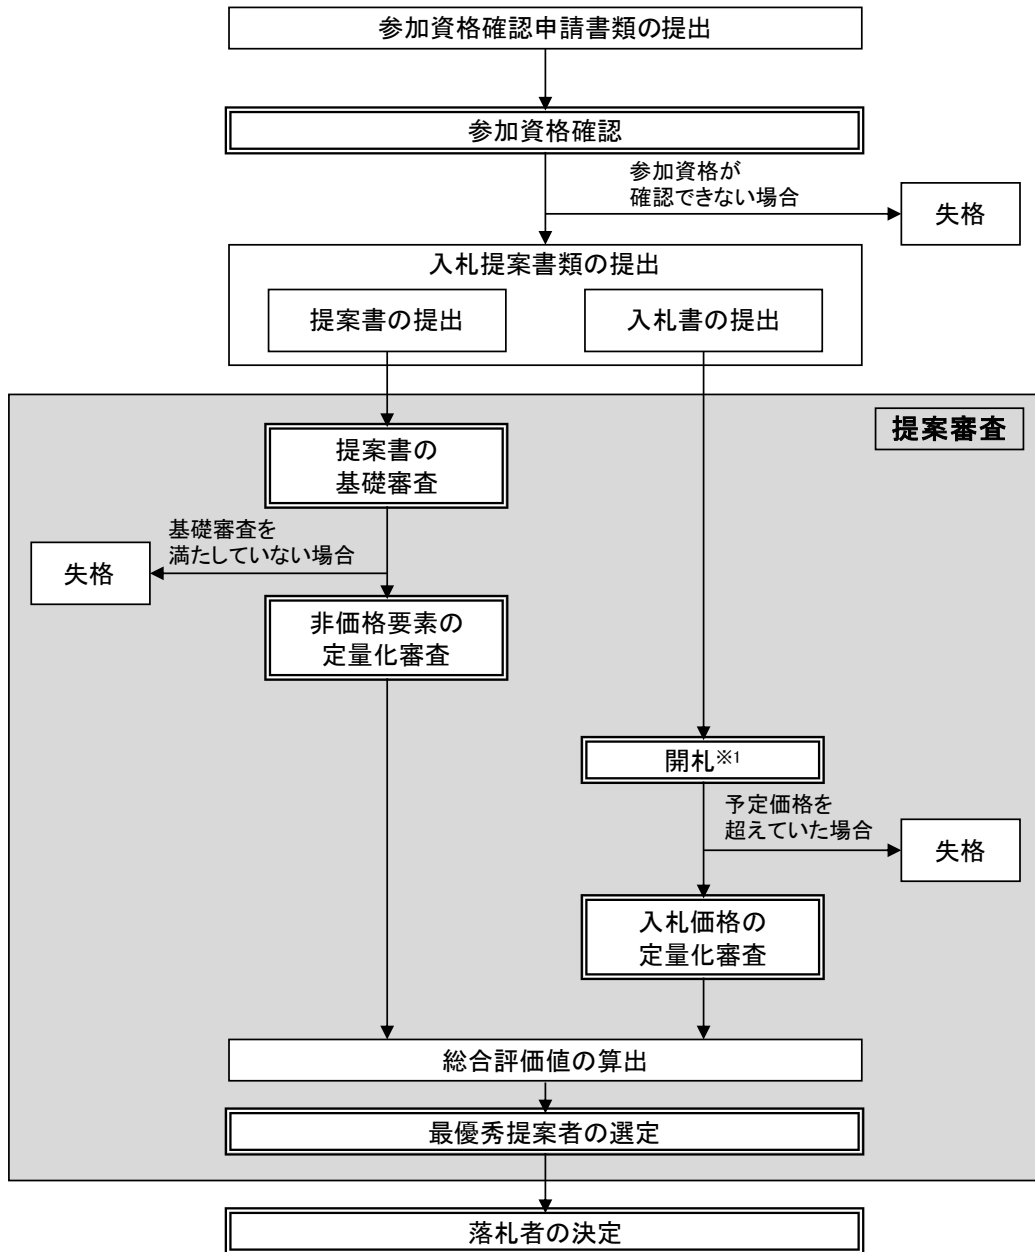 参加資格確認申請書類の提出
参加資格確認
参加資格が
確認できない場合
失格
入札提案書類の提出
提案書の提出
入札書の提出
提案審査
提案書の
基礎審査
基礎審査を
満たしていない場合
失格
非価格要素の
定量化審査
開札※1
予定価格を
超えていた場合
失格
入札価格の
定量化審査
総合評価値の算出
最優秀提案者の選定
落札者の決定